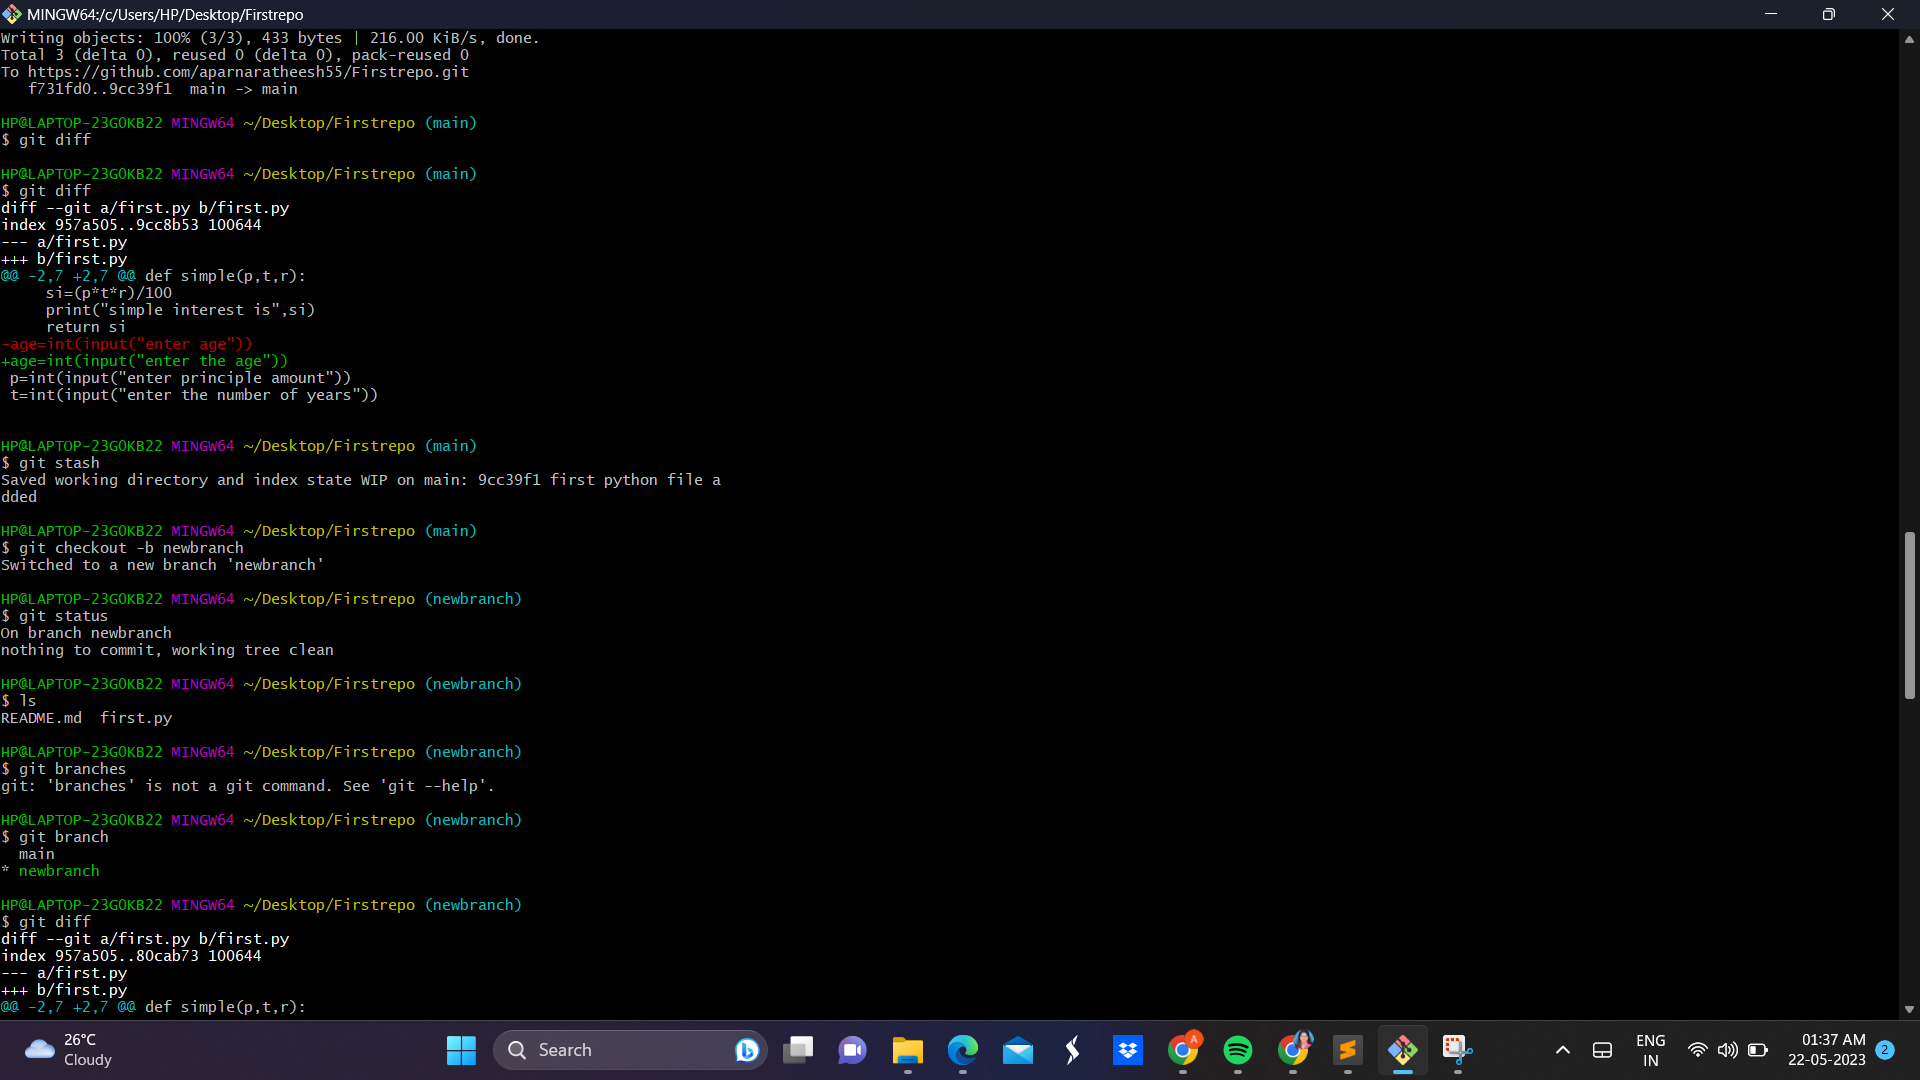 MINGW64:/c/Users/HP/Desktop/Firstrepo
Writing objects: 100% (3/3), 433 bytes | 216.00 KiB/s, done.
Total 3 (delta 0), reused 0 (delta 0), pack-reused 0
To https://github.com/aparnaratheesh55/Firstrepo.git
   f731fd0..9cc39f1  main -> main
HP@LAPTOP-23G0KB22 MINGW64 ~/Desktop/Firstrepo (main)
$ git diff
HP@LAPTOP-23G0KB22 MINGW64 ~/Desktop/Firstrepo (main)
$ git diff
diff --git a/first.py b/first.py
index 957a505..9cc8b53 100644
--- a/first.py
+++ b/first.py
@@ -2,7 +2,7 @@ def simple(p,t,r):
     si=(p*t*r)/100
     print("simple interest is",si)
     return si
-age=int(input("enter age"))
+age=int(input("enter the age"))
 p=int(input("enter principle amount"))
 t=int(input("enter the number of years"))
HP@LAPTOP-23G0KB22 MINGW64 ~/Desktop/Firstrepo (main)
$ git stash
Saved working directory and index state WIP on main: 9cc39f1 first python file a
dded
HP@LAPTOP-23G0KB22 MINGW64 ~/Desktop/Firstrepo (main)
$ git checkout -b newbranch
Switched to a new branch 'newbranch'
HP@LAPTOP-23G0KB22 MINGW64 ~/Desktop/Firstrepo (newbranch)
$ git status
On branch newbranch
nothing to commit, working tree clean
HP@LAPTOP-23G0KB22 MINGW64 ~/Desktop/Firstrepo (newbranch)
$ ls
README.md  first.py
HP@LAPTOP-23G0KB22 MINGW64 ~/Desktop/Firstrepo (newbranch)
$ git branches
git: 'branches' is not a git command. See 'git --help'.
HP@LAPTOP-23G0KB22 MINGW64 ~/Desktop/Firstrepo (newbranch)
$ git branch
  main
* newbranch
HP@LAPTOP-23G0KB22 MINGW64 ~/Desktop/Firstrepo (newbranch)
$ git diff
diff --git a/first.py b/first.py
index 957a505..80cab73 100644
--- a/first.py
+++ b/first.py
@@ -2,7 +2,7 @@ def simple(p,t,r):
26°C
Cloudy
Search
A
ENG
IN
01:37 AM
22-05-2023
2